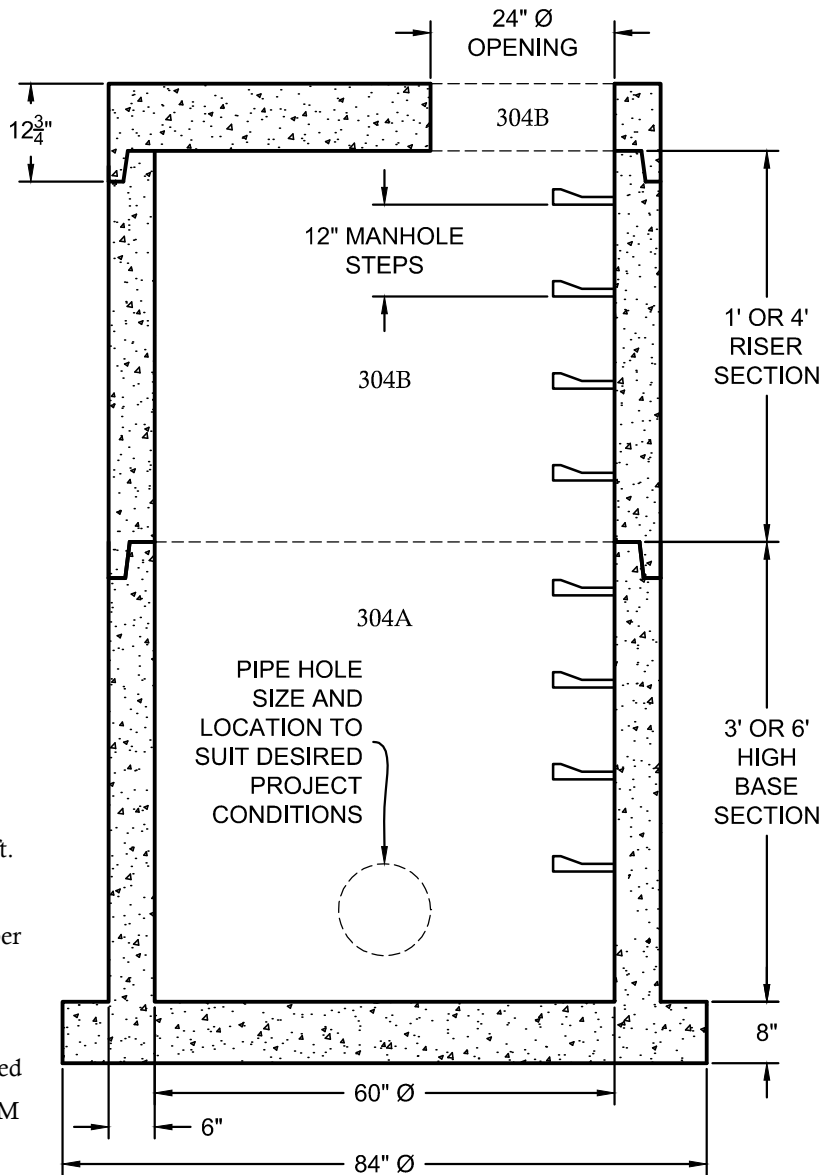 24" Ø
OPENING
12¾"
304B
12" MANHOLE
STEPS
1' OR 4'
RISER
SECTION
304B
304A
PIPE HOLE
SIZE AND
LOCATION TO
SUIT DESIRED
PROJECT
CONDITIONS
3' OR 6'
HIGH
BASE
SECTION
8"
60" Ø
6"
84" Ø